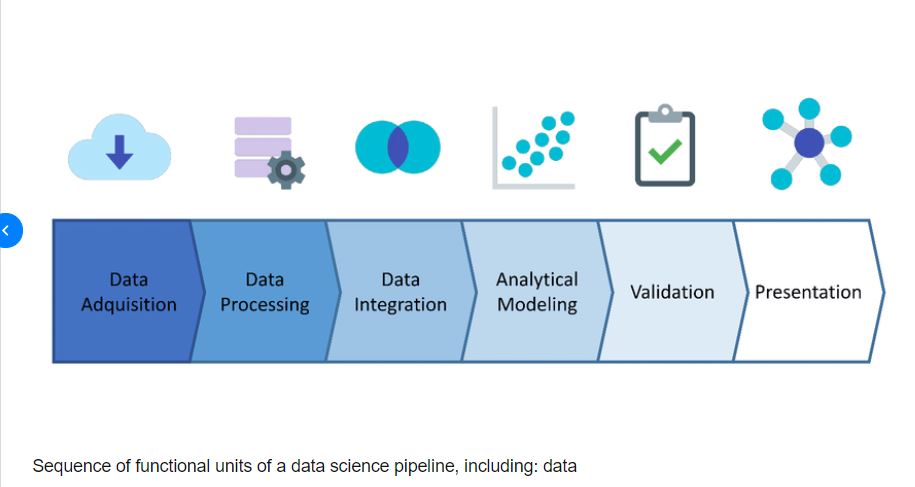 Data
Adquisition
Data
Processing
Data
Integration
Analytical
Modeling
Validation
Presentation
Sequence of functional units of a data science pipeline, including: data